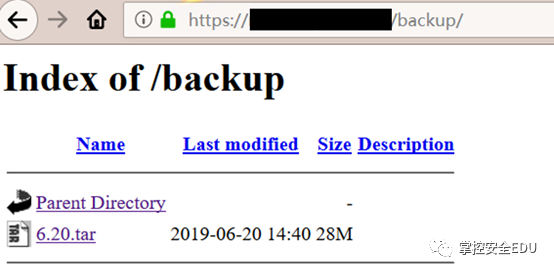 https://
/backup/
Index of /backup
Name Last modified Size Description
Parent Directory -
6.20.tar 2019-06-20 14:40 28M
掌控安全EDU